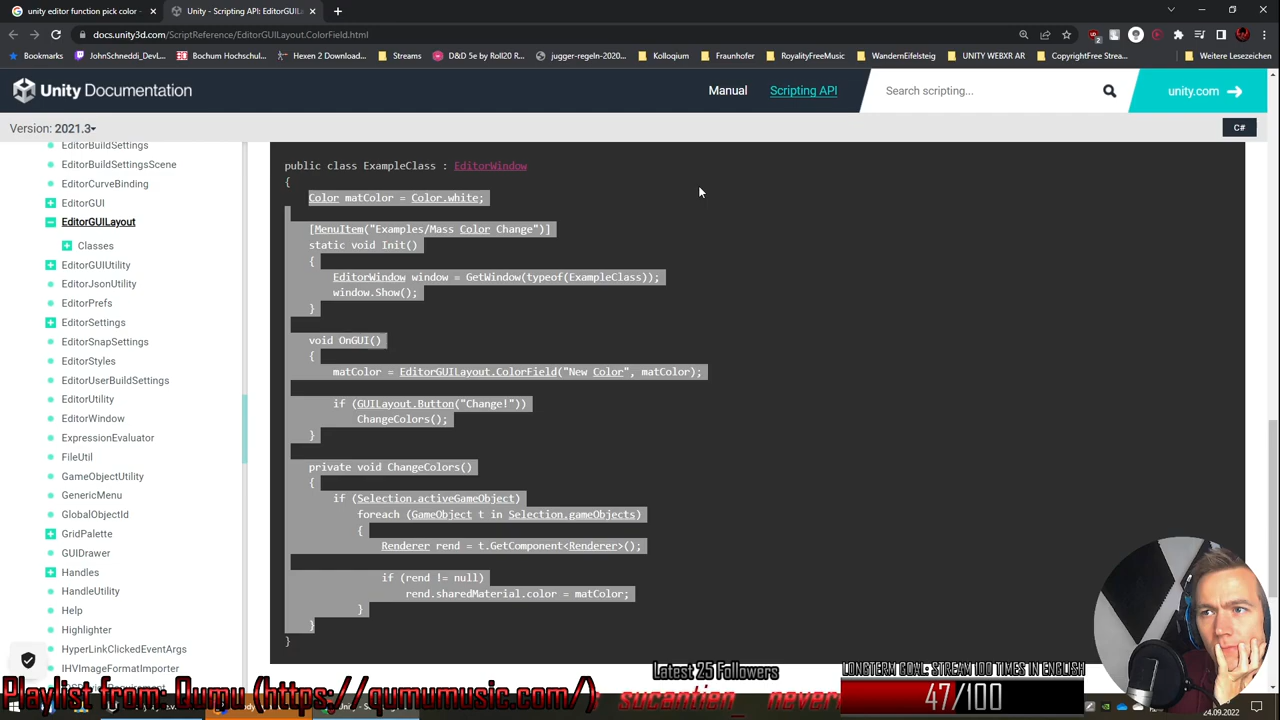 unity editor function pick color -
Unity - Scripting API: EditorGUIL
docs.unity3d.com/ScriptReference/EditorGUILayout.ColorField.html
Bookmarks
JohnSchneddi_DevL...
Bochum Hochschul...
Hexen 2 Download...
Streams
D&D 5e by Roll20 R...
jugger-regeln-2020...
Kolloqium
Fraunhofer
RoyalityFreeMusic
WandernEifelsteig
UNITY WEBXR AR
CopyrightFree Strea...
Weitere Lesezeichen
Unity Documentation
Manual
Scripting API
Search scripting...
unity.com
Version: 2021.3
C#
EditorBuildSettings
EditorBuildSettingsScene
EditorCurveBinding
EditorGUI
EditorGUILayout
Classes
EditorGUIUtility
EditorJsonUtility
EditorPrefs
EditorSettings
EditorSnapSettings
EditorStyles
EditorUserBuildSettings
EditorUtility
EditorWindow
ExpressionEvaluator
FileUtil
GameObjectUtility
GenericMenu
GlobalObjectId
GridPalette
GUIDrawer
Handles
HandleUtility
Help
Highlighter
HyperLinkClickedEventArgs
IHVImageFormatImporter
public class ExampleClass : EditorWindow
{
Color matColor = Color.white;
[MenuItem("Examples/Mass Color Change")]
static void Init()
{
EditorWindow window = GetWindow(typeof(ExampleClass));
window.Show();
}
void OnGUI()
{
matColor = EditorGUILayout.ColorField("New Color", matColor);
if (GUILayout.Button("Change!"))
ChangeColors();
}
private void ChangeColors()
{
if (Selection.activeGameObject)
foreach (GameObject t in Selection.gameObjects)
{
Renderer rend = t.GetComponent<Renderer>();
if (rend != null)
rend.sharedMaterial.color = matColor;
}
}
}
Latest 25 Followers
LONGTERM GOAL: STREAM 100 TIMES IN ENGLISH
Playlist from: Qumu (https://qumumusic.com/)
sucantien_
47/100
24.09.2022